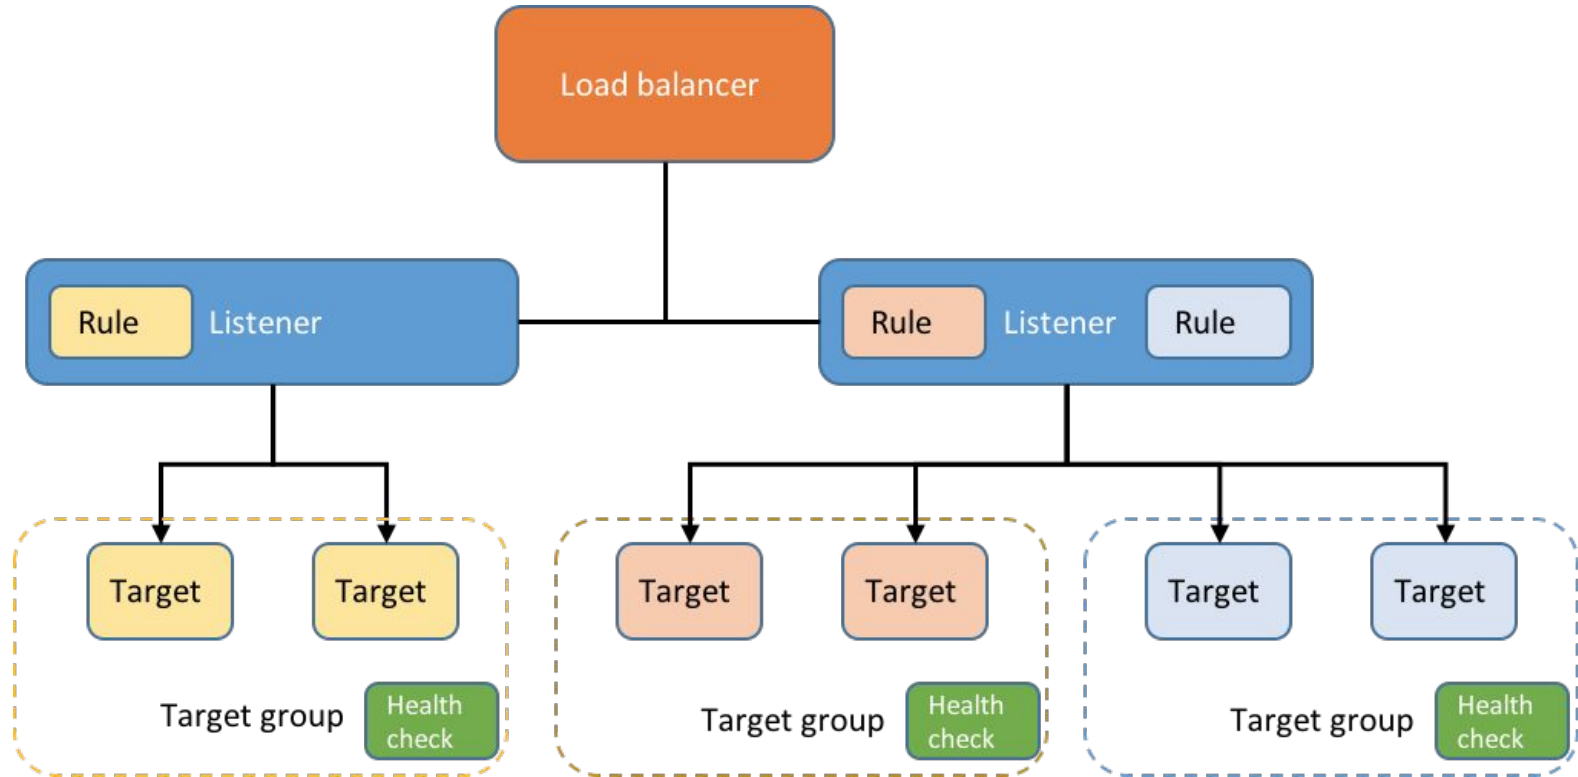 Load balancer
Rule
Listener
Rule
Listener
Rule
Target
Target
Target
Target
Target
Target
Target group
Health
check
Target group
Health
check
Target group
Health
check